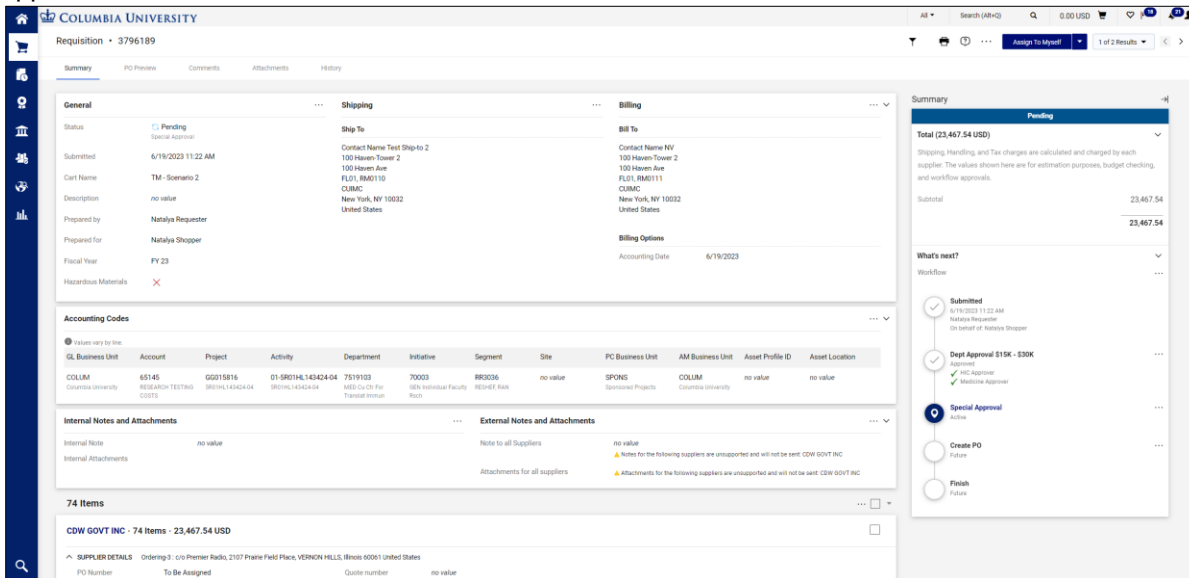 COLUMBIA UNIVERSITY
All
Search (Alt+Q)
0.00 USD
18
21
Requisition • 3796189
Assign To Myself
1 of 2 Results
Summary
PO Preview
Comments
Attachments
History
General
Status
Pending
Special Approval
Submitted
6/19/2023 11:22 AM
Cart Name
TM - Scenario 2
Description
no value
Prepared by
Natalya Requester
Prepared for
Natalya Shopper
Fiscal Year
FY 23
Hazardous Materials
Shipping
Ship To
Contact Name Test Ship-to 2
100 Haven-Tower 2
100 Haven Ave
FL01, RM0110
CUIMC
New York, NY 10032
United States
Billing
Bill To
Contact Name NV
100 Haven-Tower 2
100 Haven Ave
FL01, RM0111
CUIMC
New York, NY 10032
United States
Billing Options
Accounting Date
6/19/2023
Accounting Codes
Values vary by line.
GL Business Unit Account Project Activity Department Initiative Segment Site PC Business Unit AM Business Unit Asset Profile ID Asset Location
COLUM 65145 GG015816 01-5R01HL143424-04 7519103 70003 RR3036 no value SPONS COLUM no value no value
Columbia University RESEARCH TESTING COSTS 5R01HL143424-04 5R01HL143424-04 MED Cu Ctr For Translat Immun GEN Individual Faculty Rsch RESHEF, RAN Sponsored Projects Columbia University
Internal Notes and Attachments
Internal Note
no value
Internal Attachments
External Notes and Attachments
Note to all Suppliers
no value
Notes for the following suppliers are unsupported and will not be sent: CDW GOVT INC
Attachments for all suppliers
Attachments for the following suppliers are unsupported and will not be sent: CDW GOVT INC
74 Items
CDW GOVT INC · 74 Items · 23,467.54 USD
SUPPLIER DETAILS Ordering-3 : c/o Premier Radio, 2107 Prairie Field Place, VERNON HILLS, Illinois 60061 United States
PO Number
To Be Assigned
Quote number
no value
Summary
Pending
Total (23,467.54 USD)
Shipping, Handling, and Tax charges are calculated and charged by each
supplier. The values shown here are for estimation purposes, budget checking,
and workflow approvals.
Subtotal
23,467.54
23,467.54
What's next?
Workflow
Submitted
6/19/2023 11:22 AM
Natalya Requester
On behalf of: Natalya Shopper
Dept Approval $15K - $30K
Approved
HIC Approver
Medicine Approver
Special Approval
Active
Create PO
Future
Finish
Future